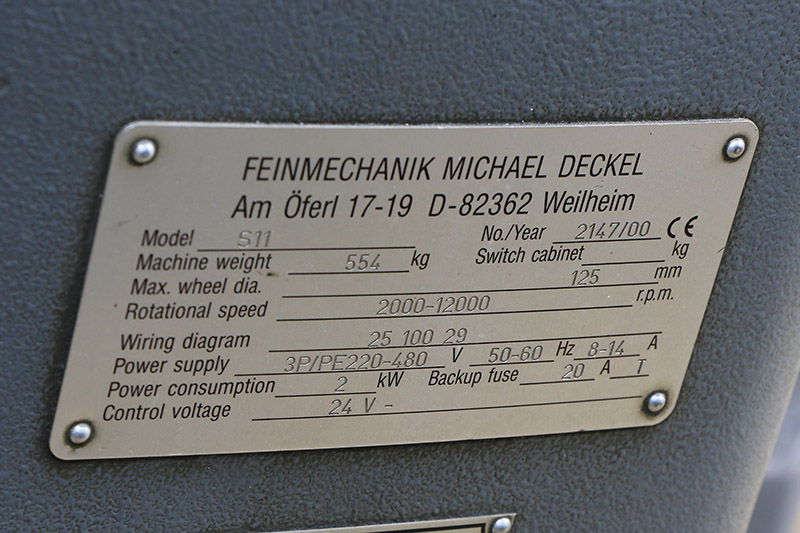 FEINMECHANIK MICHAEL DECKEL
Am Öferl 17-19 D-82362 Weilheim
Model S11 No./Year 2147/00 CE
Machine weight 554 kg Switch cabinet kg
Max. wheel dia. 125 mm
Rotational speed 2000-12000 r.p.m.
Wiring diagram 25 100 29
Power supply 3P/PE220-480 V 50-60 Hz 8-14 A
Power consumption 2 kW Backup fuse 20 A T
Control voltage 24 V -